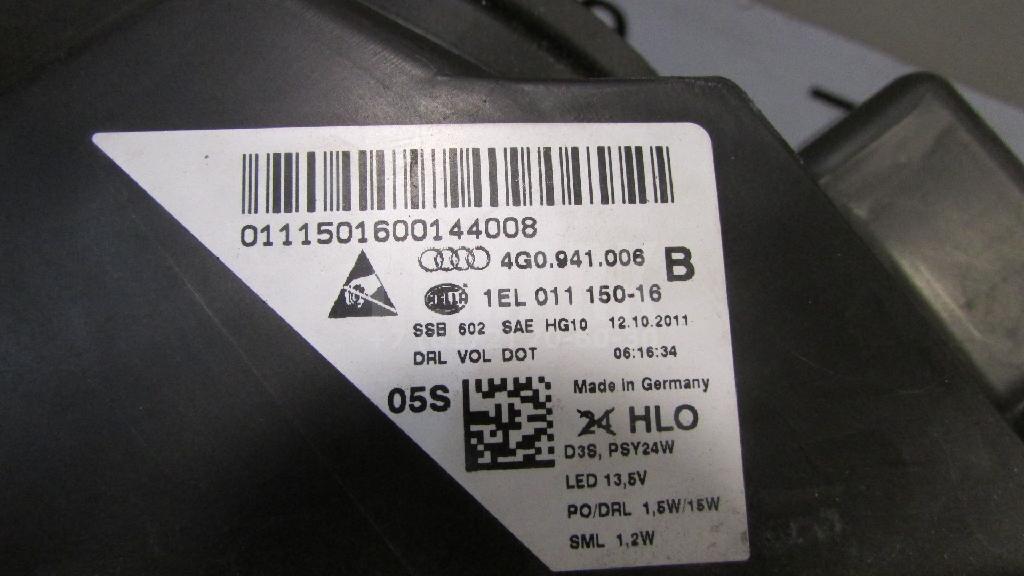 0111501600144008
4G0.941.006 B
HELLA 1EL 011 150-16
SSB 602 SAE HG10 12.10.2011
DRL VOL DOT 06:16:34
05S Made in Germany
24 HLO
D3S, PSY24W
LED 13,5V
PO/DRL 1,5W/15W
SML 1,2W